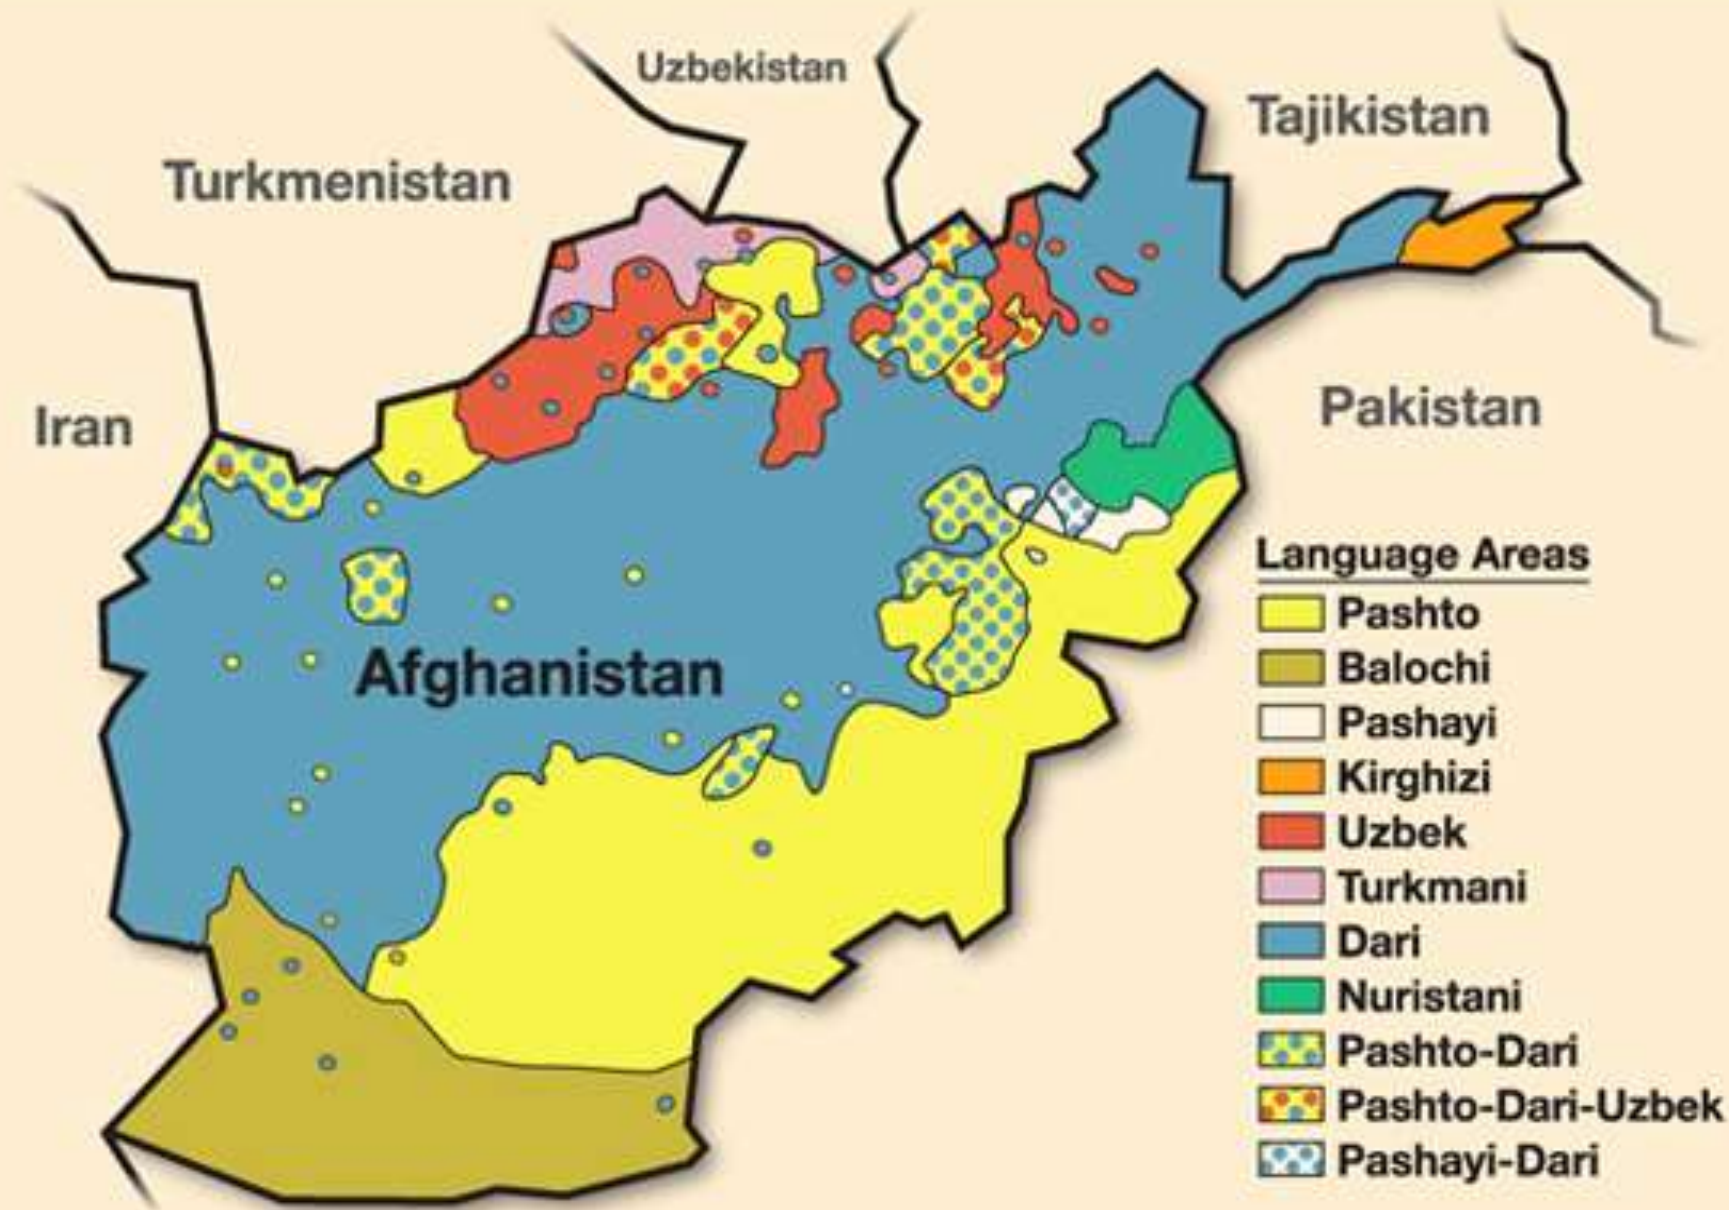 Uzbekistan
Tajikistan
Turkmenistan
Iran
Pakistan
Afghanistan
Language Areas
Pashto
Balochi
Pashayi
Kirghizi
Uzbek
Turkmani
Dari
Nuristani
Pashto-Dari
Pashto-Dari-Uzbek
Pashayi-Dari